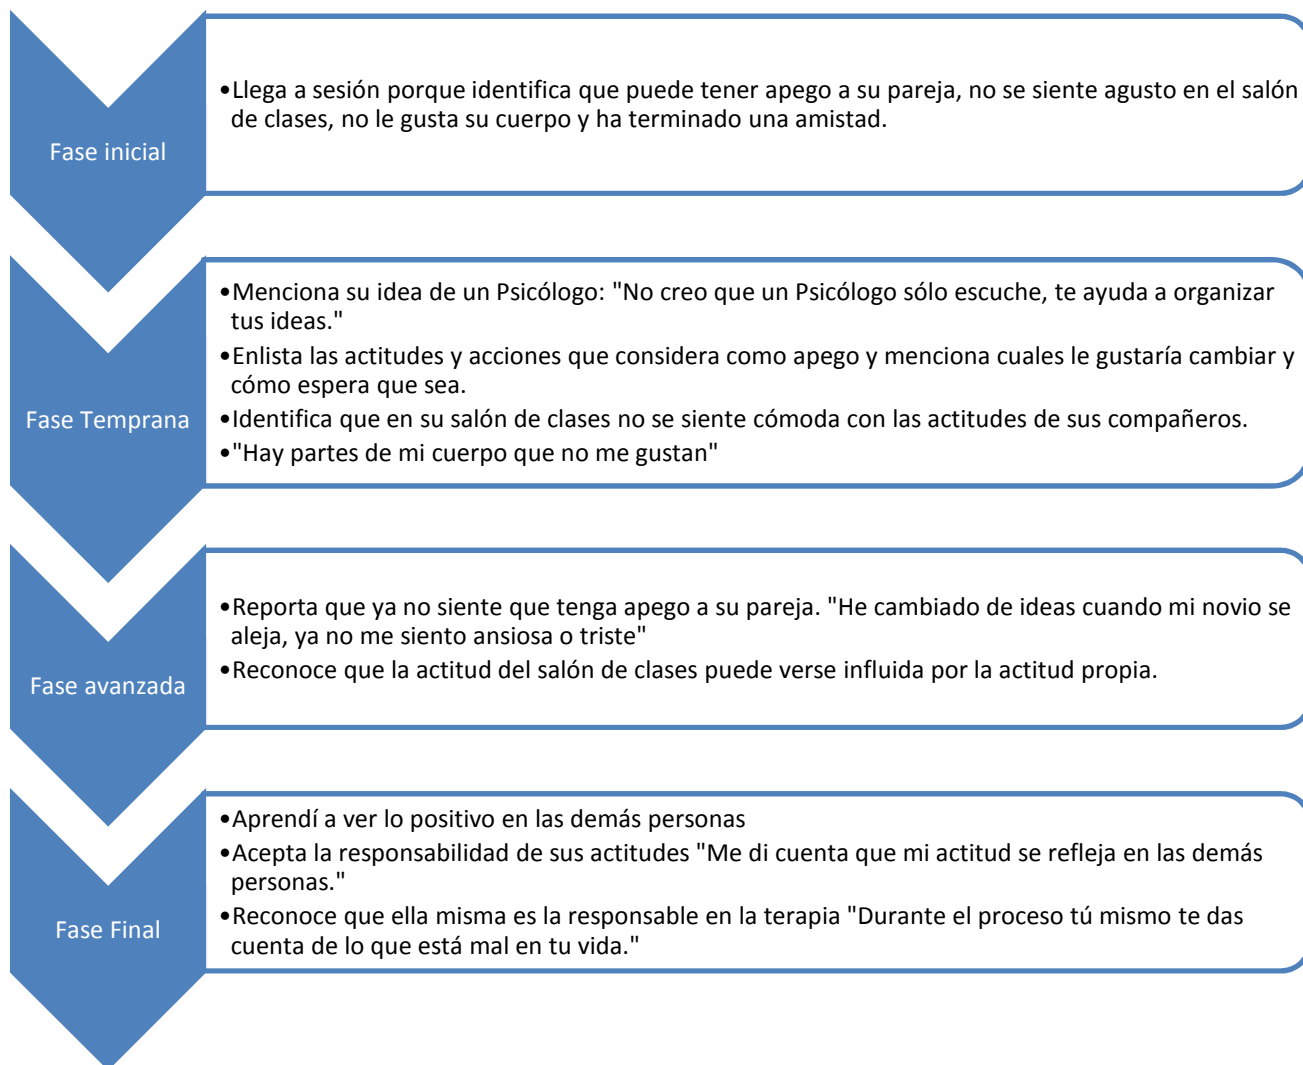 Fase inicial
•Llega a sesión porque identifica que puede tener apego a su pareja, no se siente agusto en el salón
de clases, no le gusta su cuerpo y ha terminado una amistad.
Fase Temprana
•Menciona su idea de un Psicólogo: "No creo que un Psicólogo sólo escuche, te ayuda a organizar
tus ideas."
•Enlista las actitudes y acciones que considera como apego y menciona cuales le gustaría cambiar y
cómo espera que sea.
•Identifica que en su salón de clases no se siente cómoda con las actitudes de sus compañeros.
•"Hay partes de mi cuerpo que no me gustan"
Fase avanzada
•Reporta que ya no siente que tenga apego a su pareja. "He cambiado de ideas cuando mi novio se
aleja, ya no me siento ansiosa o triste"
•Reconoce que la actitud del salón de clases puede verse influida por la actitud propia.
Fase Final
•Aprendí a ver lo positivo en las demás personas
•Acepta la responsabilidad de sus actitudes "Me di cuenta que mi actitud se refleja en las demás
personas."
•Reconoce que ella misma es la responsable en la terapia "Durante el proceso tú mismo te das
cuenta de lo que está mal en tu vida."